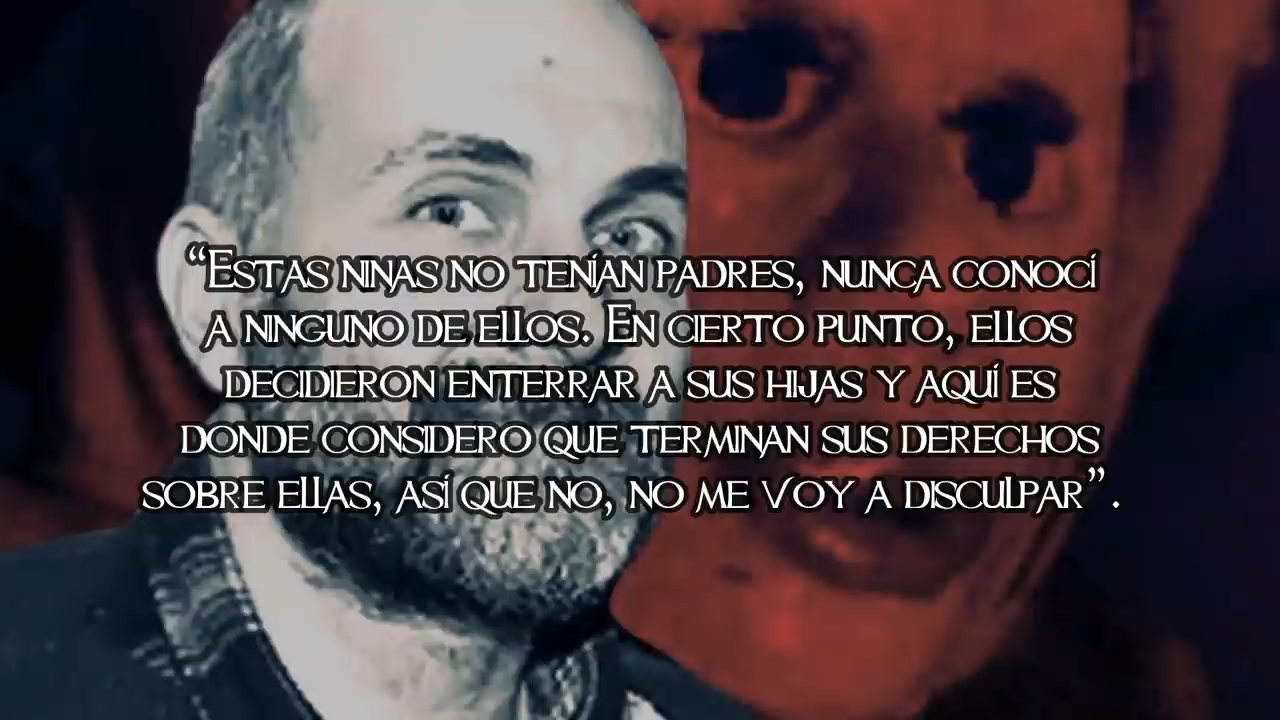 “Estas ninas no tenían padres, nunca conocí
a ninguno de ellos. En cierto punto, ellos
decidieron enterrar a sus hijas y aquí es
donde considero que terminan sus derechos
sobre ellas, así que no, no me voy a disculpar”.